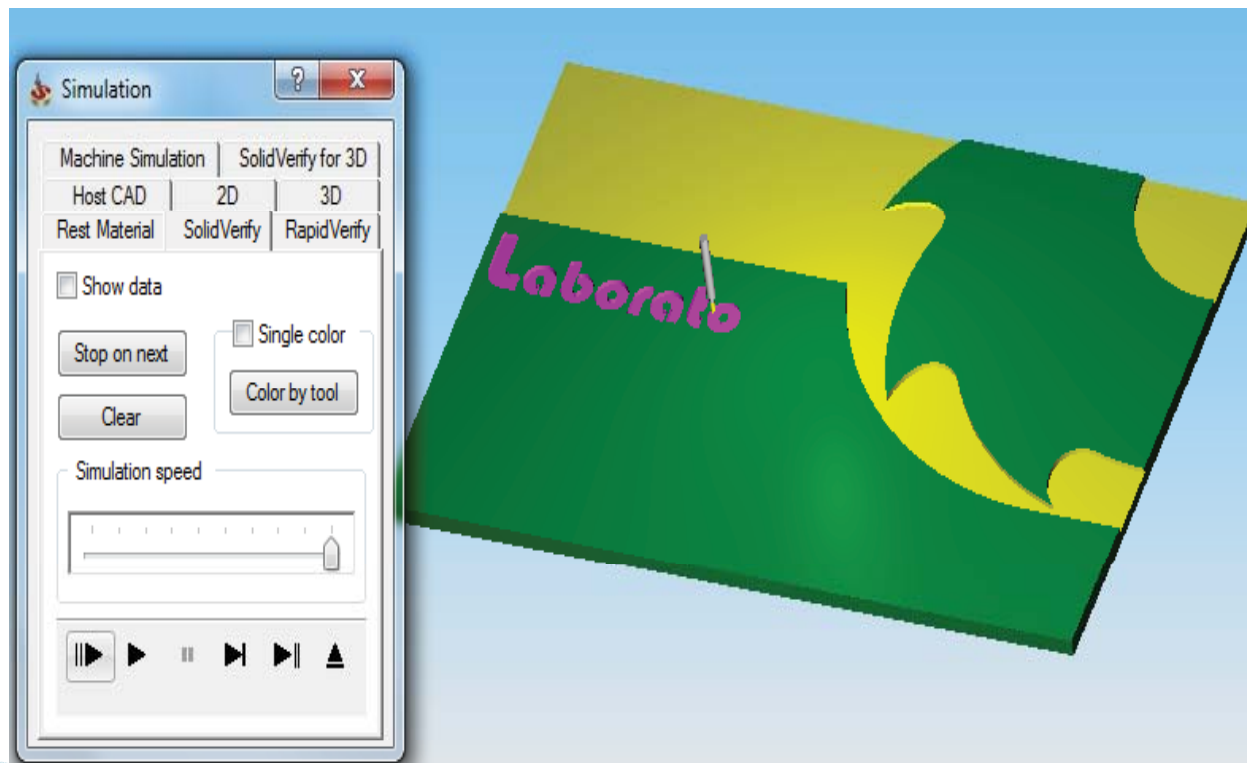 Simulation
?
X
Machine Simulation
SolidVerify for 3D
Host CAD
2D
3D
Rest Material
SolidVerify
RapidVerify
Show data
Stop on next
Single color
Color by tool
Clear
Simulation speed
Laborato